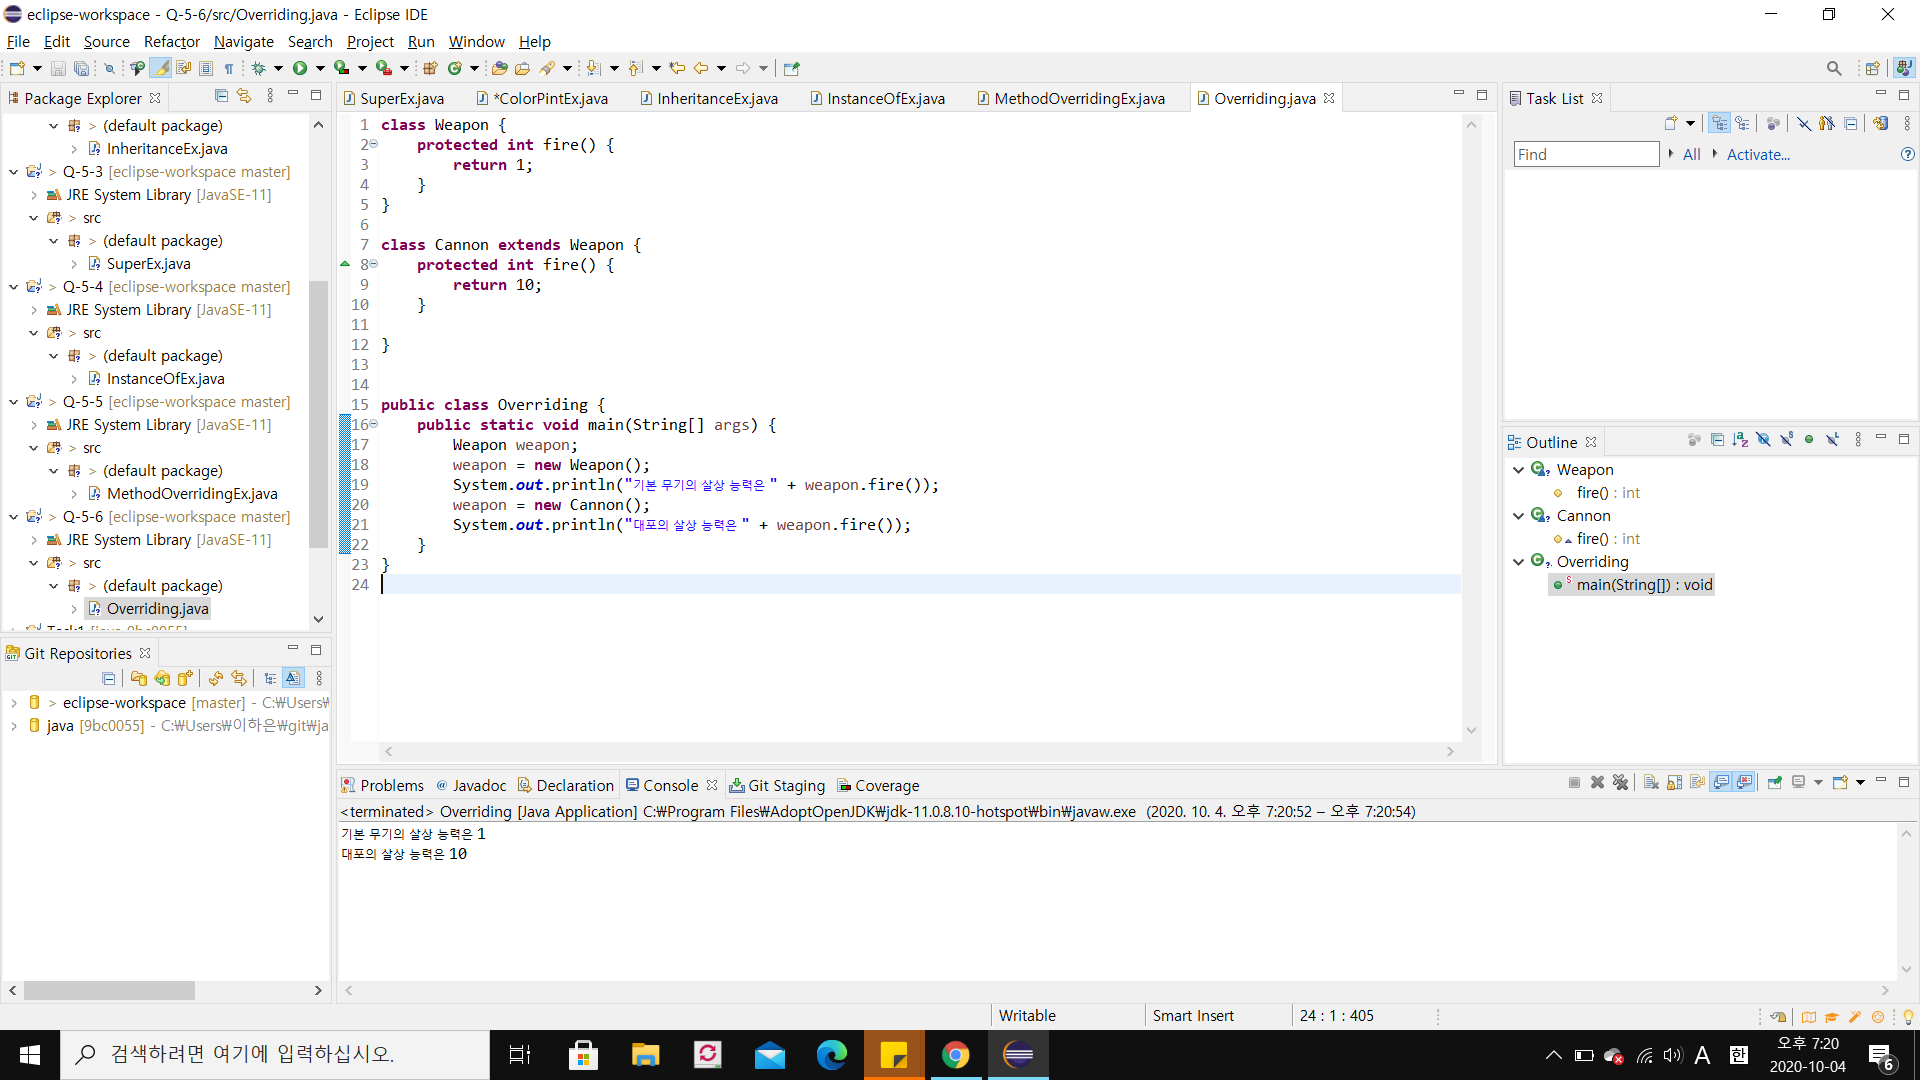 eclipse-workspace - Q-5-6/src/Overriding.java - Eclipse IDE
File Edit Source Refactor Navigate Search Project Run Window Help
Package Explorer
> (default package)
InheritanceEx.java
> Q-5-3 [eclipse-workspace master]
JRE System Library [JavaSE-11]
> src
> (default package)
SuperEx.java
> Q-5-4 [eclipse-workspace master]
JRE System Library [JavaSE-11]
> src
> (default package)
InstanceOfEx.java
> Q-5-5 [eclipse-workspace master]
JRE System Library [JavaSE-11]
> src
> (default package)
MethodOverridingEx.java
> Q-5-6 [eclipse-workspace master]
JRE System Library [JavaSE-11]
> src
> (default package)
Overriding.java
Git Repositories
> eclipse-workspace [master] - C:₩Users₩
java [9bc0055] - C:₩Users₩이하은₩git₩ja
SuperEx.java *ColorPintEx.java InheritanceEx.java InstanceOfEx.java MethodOverridingEx.java Overriding.java
1 class Weapon {
2 protected int fire() {
3 return 1;
4 }
5 }
6
7 class Cannon extends Weapon {
8 protected int fire() {
9 return 10;
10 }
11
12 }
13
14
15 public class Overriding {
16 public static void main(String[] args) {
17 Weapon weapon;
18 weapon = new Weapon();
19 System.out.println("기본 무기의 살상 능력은 " + weapon.fire());
20 weapon = new Cannon();
21 System.out.println("대포의 살상 능력은 " + weapon.fire());
22 }
23 }
24
Task List
Find All Activate...
Outline
Weapon
fire() : int
Cannon
fire() : int
Overriding
main(String[]) : void
Problems Javadoc Declaration Console Git Staging Coverage
<terminated> Overriding [Java Application] C:₩Program Files₩AdoptOpenJDK₩jdk-11.0.8.10-hotspot₩bin₩javaw.exe (2020. 10. 4. 오후 7:20:52 – 오후 7:20:54)
기본 무기의 살상 능력은 1
대포의 살상 능력은 10
Writable Smart Insert 24 : 1 : 405
검색하려면 여기에 입력하십시오.
A 한 오후 7:20
2020-10-04
6